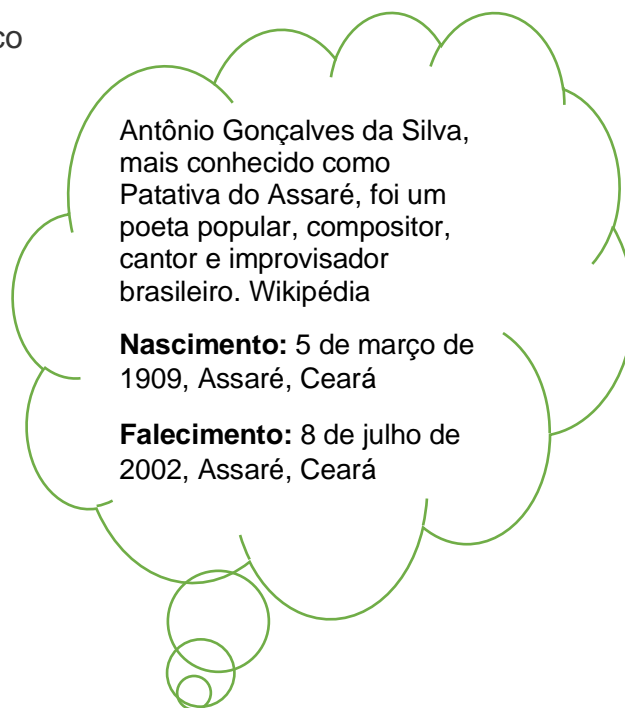 co
Antônio Gonçalves da Silva,
mais conhecido como
Patativa do Assaré, foi um
poeta popular, compositor,
cantor e improvisador
brasileiro. Wikipédia
Nascimento: 5 de março de
1909, Assaré, Ceará
Falecimento: 8 de julho de
2002, Assaré, Ceará